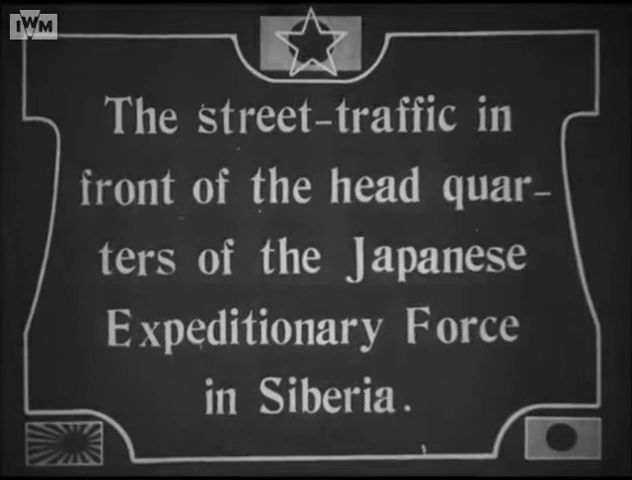 IWM
The street-traffic in
front of the head quar-
ters of the Japanese
Expeditionary Force
in Siberia.